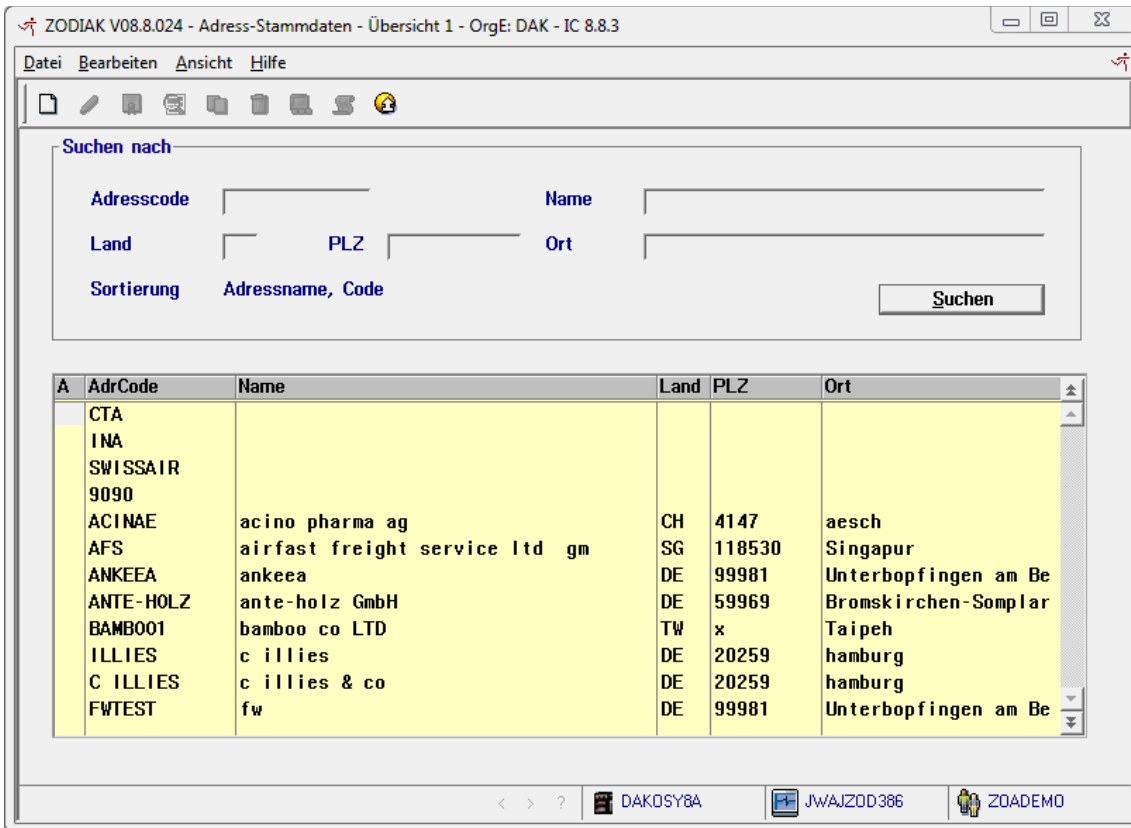 ZODIAK V08.8.024 - Adress-Stammdaten - Übersicht 1 - OrgE: DAK - IC 8.8.3
Datei Bearbeiten Ansicht Hilfe
Suchen nach
Adresscode Name
Land PLZ Ort
Sortierung Adressname, Code Suchen
A AdrCode Name Land PLZ Ort
CTA
INA
SWISSAIR
9090
ACINAE acino pharma ag CH 4147 aesch
AFS airfast freight service ltd gm SG 118530 Singapur
ANKEEA ankeea DE 99981 Unterbopfingen am Be
ANTE-HOLZ ante-holz GmbH DE 59969 Bromskirchen-Somplar
BAMBOO1 bamboo co LTD TW x Taipeh
ILLIES c illies DE 20259 hamburg
C ILLIES c illies & co DE 20259 hamburg
FWTEST fw DE 99981 Unterbopfingen am Be
< > ? DAKOSY8A JWAJZOD386 ZOADEMO